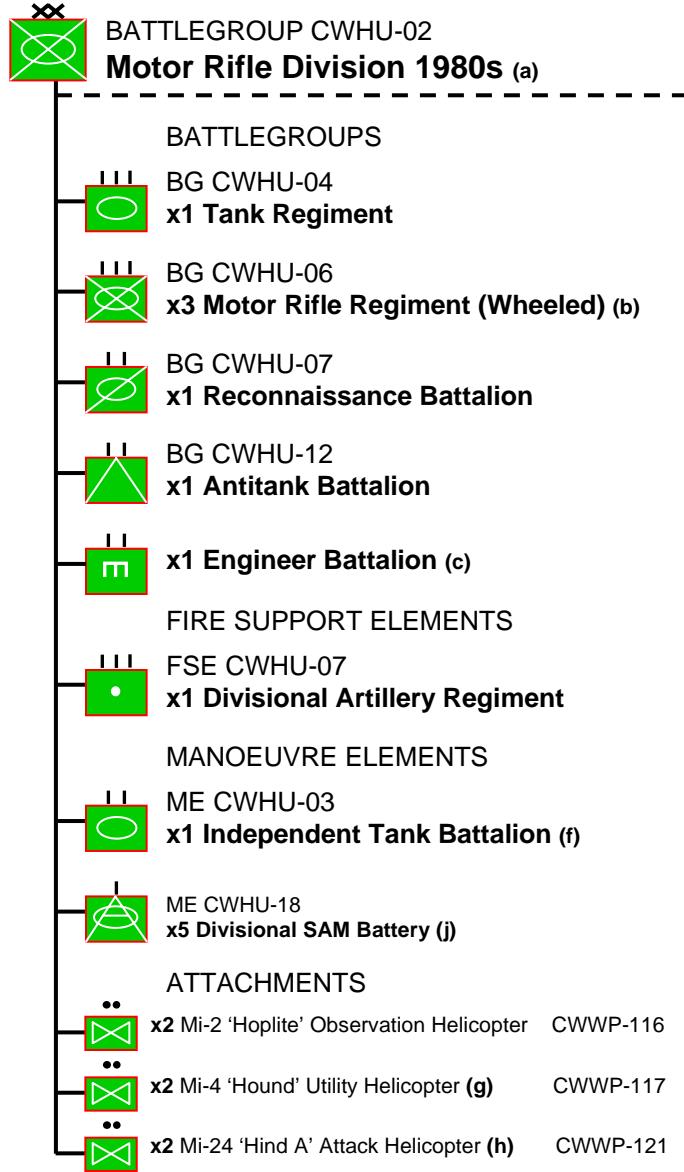 BATTLEGROUP CWHU-02
Motor Rifle Division 1980s (a)
BATTLEGROUPS
BG CWHU-04
x1 Tank Regiment
BG CWHU-06
x3 Motor Rifle Regiment (Wheeled) (b)
BG CWHU-07
x1 Reconnaissance Battalion
BG CWHU-12
x1 Antitank Battalion
x1 Engineer Battalion (c)
FIRE SUPPORT ELEMENTS
FSE CWHU-07
x1 Divisional Artillery Regiment
MANOEUVRE ELEMENTS
ME CWHU-03
x1 Independent Tank Battalion (f)
ME CWHU-18
x5 Divisional SAM Battery (j)
ATTACHMENTS
x2 Mi-2 ‘Hoplite’ Observation Helicopter CWWP-116
x2 Mi-4 ‘Hound’ Utility Helicopter (g) CWWP-117
x2 Mi-24 ‘Hind A’ Attack Helicopter (h) CWWP-121